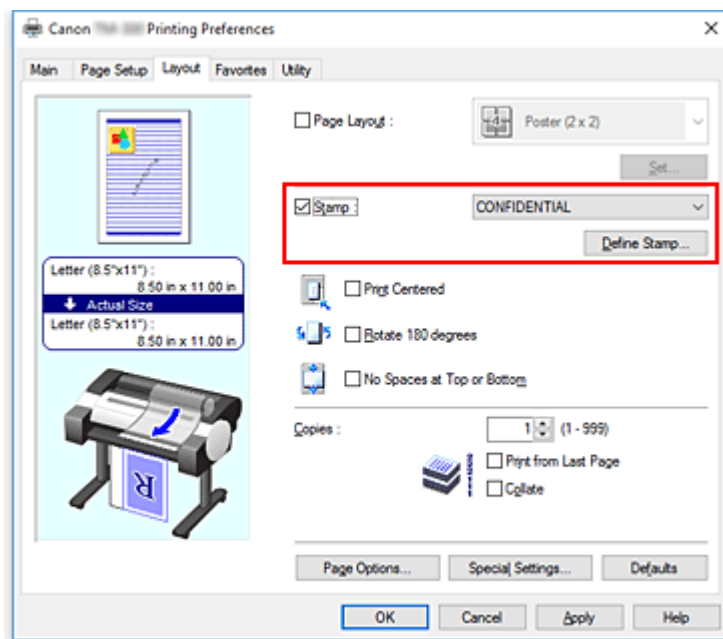 Canon Printing Preferences
Main Page Setup Layout Favorites Utility
Page Layout : Poster (2 x 2)
Set...
Stamp : CONFIDENTIAL
Define Stamp...
Letter (8.5"x11") :
8.50 in x 11.00 in
Actual Size
Letter (8.5"x11") :
8.50 in x 11.00 in
Print Centered
Rotate 180 degrees
No Spaces at Top or Bottom
Copies : 1 (1 - 999)
Print from Last Page
Collate
R
Page Options... Special Settings... Defaults
OK Cancel Apply Help